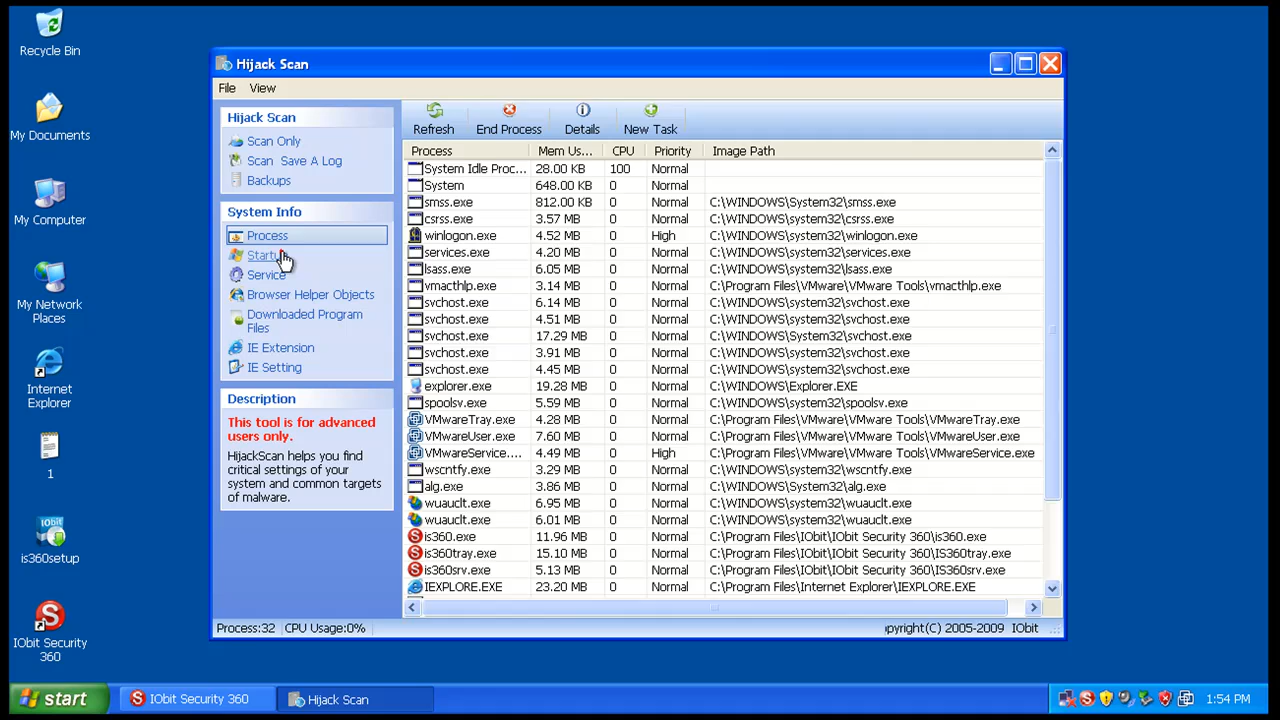 Recycle Bin
My Documents
My Computer
My Network
Places
Internet
Explorer
1
is360setup
IObit Security
360
Hijack Scan
File View
Hijack Scan
Scan Only
Scan Save A Log
Backups
System Info
Process
Service
Browser Helper Objects
Downloaded Program
Files
IE Extension
IE Setting
Description
This tool is for advanced
users only.
HijackScan helps you find
critical settings of your
system and common targets
of malware.
Refresh End Process Details New Task
Process Mem Us... CPU Priority Image Path
System Idle Proc... 28.00 KB 100 Normal
System 648.00 KB 0 Normal
smss.exe 812.00 KB 0 Normal C:\WINDOWS\System32\smss.exe
csrss.exe 3.57 MB 0 Normal C:\WINDOWS\system32\csrss.exe
winlogon.exe 4.52 MB 0 High C:\WINDOWS\system32\winlogon.exe
services.exe 4.20 MB 0 Normal C:\WINDOWS\system32\services.exe
lsass.exe 6.05 MB 0 Normal C:\WINDOWS\system32\lsass.exe
vmacthlp.exe 3.14 MB 0 Normal C:\Program Files\VMware\VMware Tools\vmacthlp.exe
svchost.exe 6.14 MB 0 Normal C:\WINDOWS\system32\svchost.exe
svchost.exe 4.51 MB 0 Normal C:\WINDOWS\system32\svchost.exe
svchost.exe 17.29 MB 0 Normal C:\WINDOWS\System32\svchost.exe
svchost.exe 3.91 MB 0 Normal C:\WINDOWS\system32\svchost.exe
svchost.exe 4.45 MB 0 Normal C:\WINDOWS\system32\svchost.exe
explorer.exe 19.28 MB 0 Normal C:\WINDOWS\Explorer.EXE
spoolsv.exe 5.59 MB 0 Normal C:\WINDOWS\system32\spoolsv.exe
VMwareTray.exe 4.28 MB 0 Normal C:\Program Files\VMware\VMware Tools\VMwareTray.exe
VMwareUser.exe 7.60 MB 0 Normal C:\Program Files\VMware\VMware Tools\VMwareUser.exe
VMwareService.... 4.49 MB 0 High C:\Program Files\VMware\VMware Tools\VMwareService.exe
wscntfy.exe 3.29 MB 0 Normal C:\WINDOWS\system32\wscntfy.exe
alg.exe 3.86 MB 0 Normal C:\WINDOWS\System32\alg.exe
wuauclt.exe 6.95 MB 0 Normal C:\WINDOWS\system32\wuauclt.exe
wuauclt.exe 6.01 MB 0 Normal C:\WINDOWS\system32\wuauclt.exe
is360.exe 11.96 MB 0 Normal C:\Program Files\IObit\IObit Security 360\is360.exe
is360tray.exe 15.10 MB 0 Normal C:\Program Files\IObit\IObit Security 360\IS360tray.exe
is360srv.exe 5.13 MB 0 Normal C:\Program Files\IObit\IObit Security 360\IS360srv.exe
IEXPLORE.EXE 23.20 MB 0 Normal C:\Program Files\Internet Explorer\IEXPLORE.EXE
Process:32 CPU Usage:0% pyright(C) 2005-2009 IObit
start IObit Security 360 Hijack Scan 1:54 PM